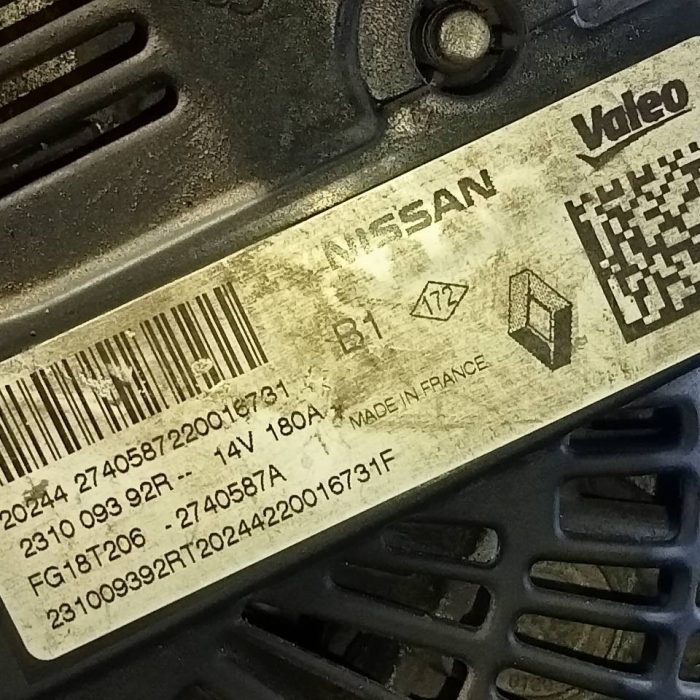 Valeo
NISSAN
B1 172
MADE IN FRANCE
20244 2740587220016731
2310 093 92R -- 14V 180A
FG18T206 - 2740587A
231009392RT20244220016731F